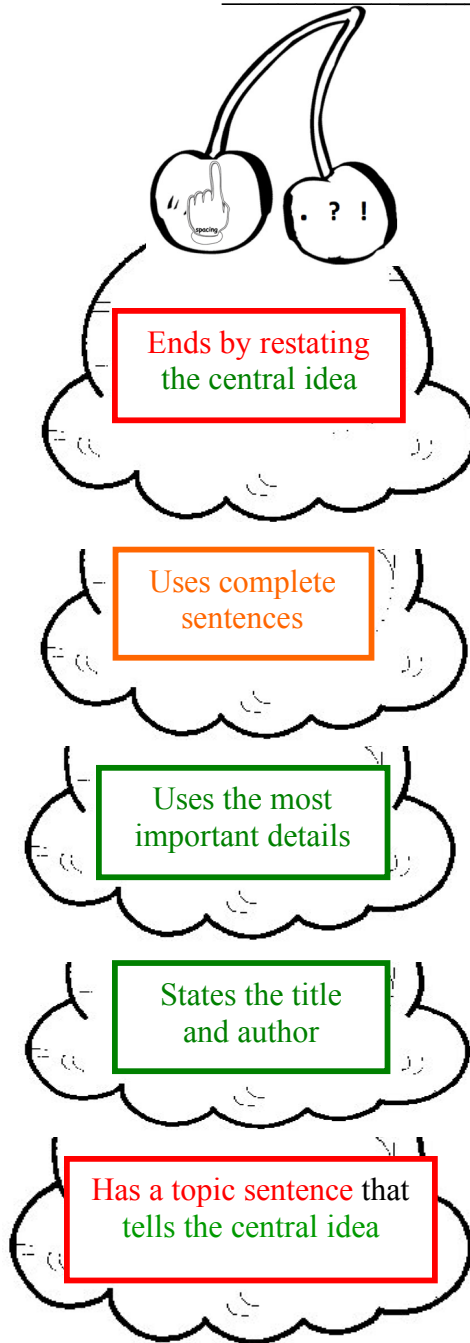 spacing
. ? !
Ends by restating
the central idea
Uses complete
sentences
Uses the most
important details
States the title
and author
Has a topic sentence that
tells the central idea